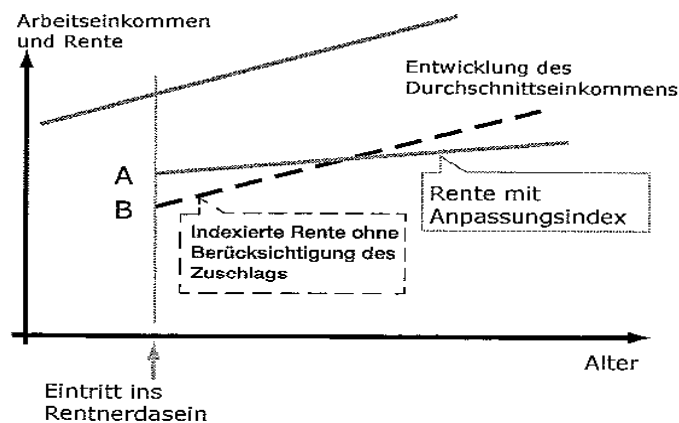 Arbeitseinkommen
und Rente
Entwicklung des
Durchschnittseinkommens
A
B
Rente mit
Anpassungsindex
Indexierte Rente ohne
Berücksichtigung des
Zuschlags
Alter
Eintritt ins
Rentnerdasein